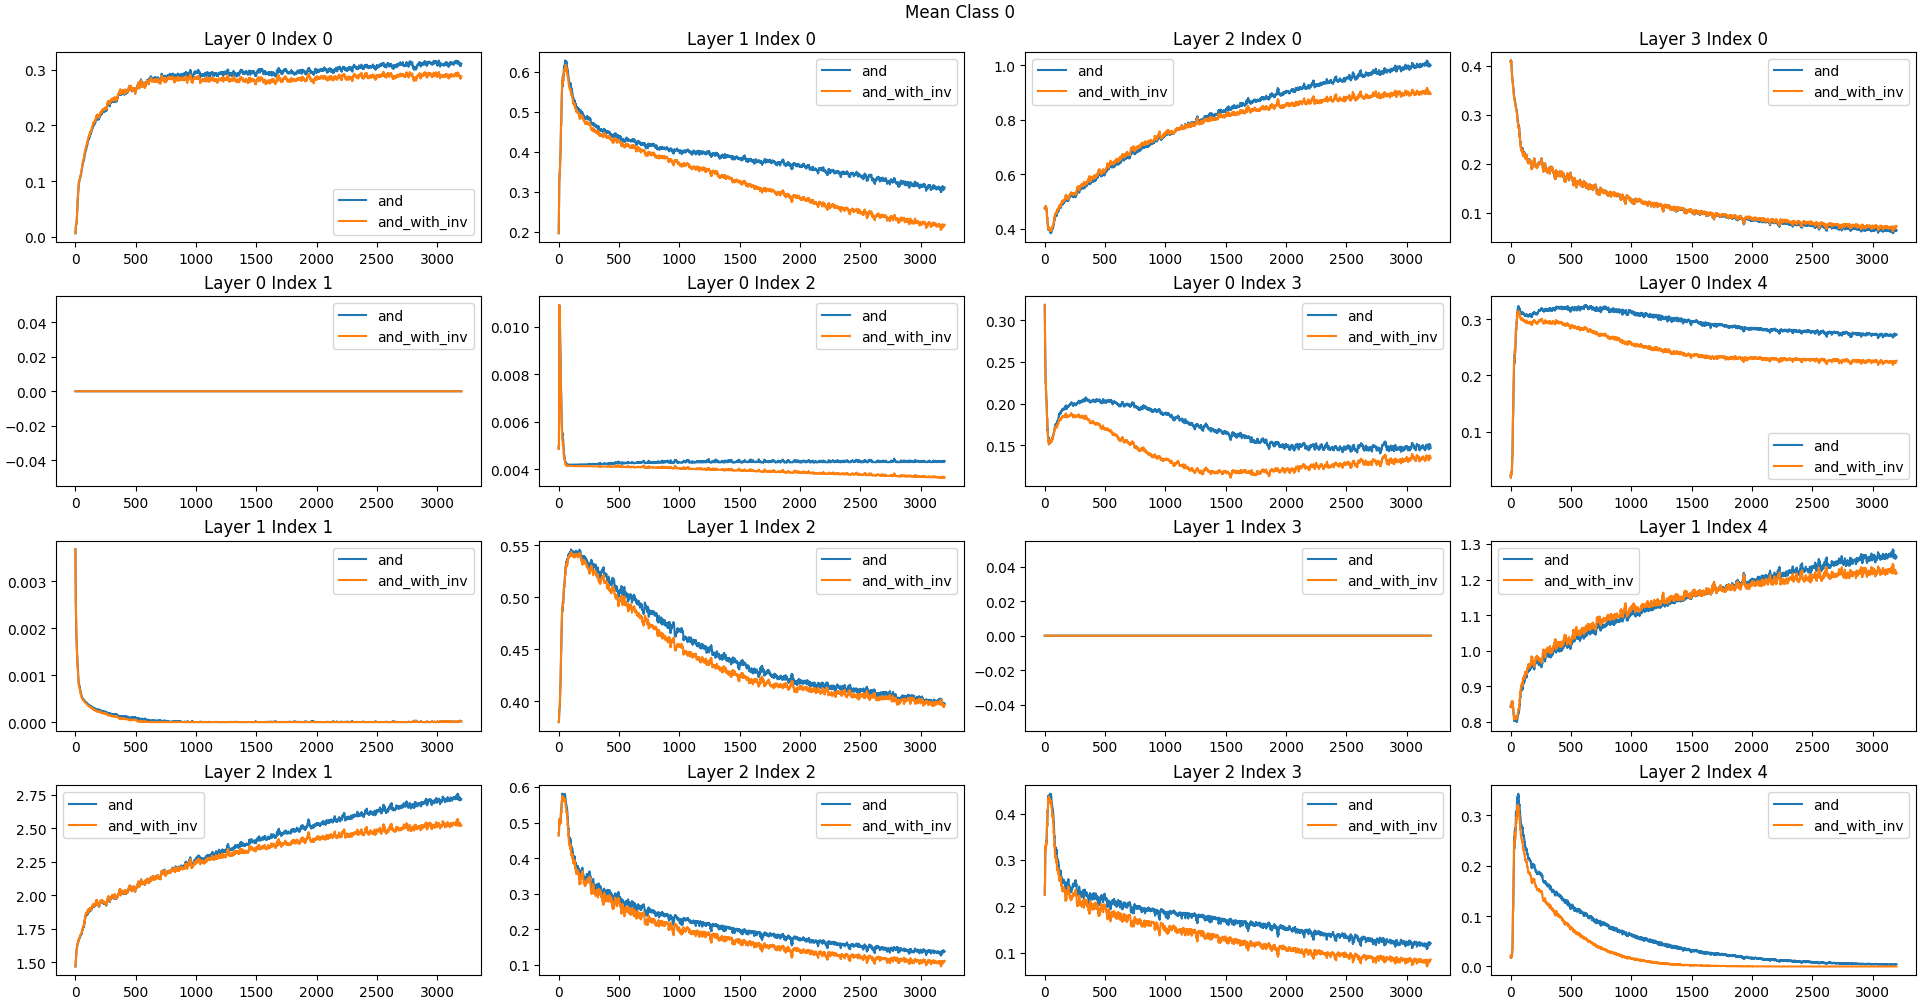 Mean Class 0
Layer 0 Index 0
0.3
0.2
0.1
0.0
and
and_with_inv
0 500 1000 1500 2000 2500 3000
Layer 1 Index 0
0.6
0.5
0.4
0.3
0.2
and
and_with_inv
0 500 1000 1500 2000 2500 3000
Layer 2 Index 0
1.0
0.8
0.6
0.4
and
and_with_inv
0 500 1000 1500 2000 2500 3000
Layer 3 Index 0
0.4
0.3
0.2
0.1
and
and_with_inv
0 500 1000 1500 2000 2500 3000
Layer 0 Index 1
0.04
0.02
0.00
−0.02
−0.04
and
and_with_inv
0 500 1000 1500 2000 2500 3000
Layer 0 Index 2
0.010
0.008
0.006
0.004
and
and_with_inv
0 500 1000 1500 2000 2500 3000
Layer 0 Index 3
0.30
0.25
0.20
0.15
and
and_with_inv
0 500 1000 1500 2000 2500 3000
Layer 0 Index 4
0.3
0.2
0.1
and
and_with_inv
0 500 1000 1500 2000 2500 3000
Layer 1 Index 1
0.003
0.002
0.001
0.000
and
and_with_inv
0 500 1000 1500 2000 2500 3000
Layer 1 Index 2
0.55
0.50
0.45
0.40
and
and_with_inv
0 500 1000 1500 2000 2500 3000
Layer 1 Index 3
0.04
0.02
0.00
−0.02
−0.04
and
and_with_inv
0 500 1000 1500 2000 2500 3000
Layer 1 Index 4
1.3
1.2
1.1
1.0
0.9
0.8
and
and_with_inv
0 500 1000 1500 2000 2500 3000
Layer 2 Index 1
2.75
2.50
2.25
2.00
1.75
1.50
and
and_with_inv
0 500 1000 1500 2000 2500 3000
Layer 2 Index 2
0.6
0.5
0.4
0.3
0.2
0.1
and
and_with_inv
0 500 1000 1500 2000 2500 3000
Layer 2 Index 3
0.4
0.3
0.2
0.1
and
and_with_inv
0 500 1000 1500 2000 2500 3000
Layer 2 Index 4
0.3
0.2
0.1
0.0
and
and_with_inv
0 500 1000 1500 2000 2500 3000